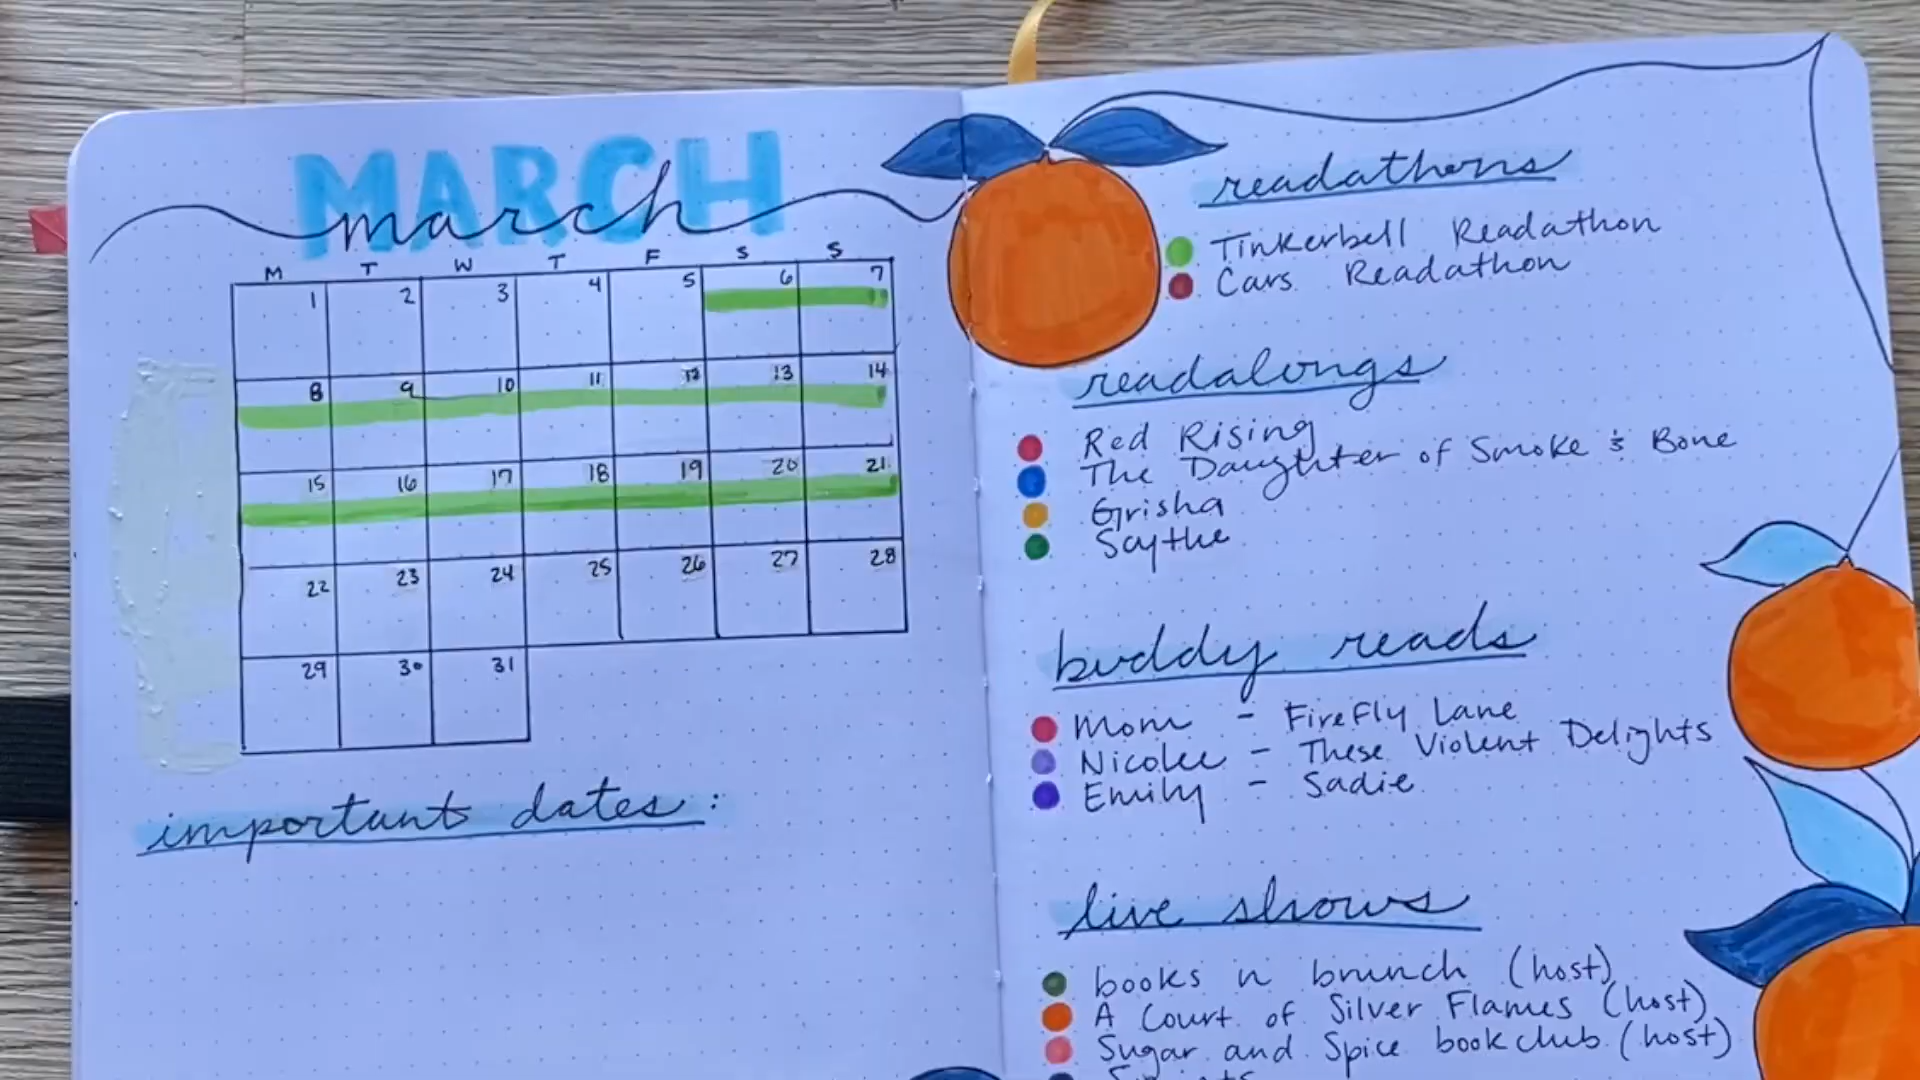 MARCH
march
M T W T F S S
1 2 3 4 5 6 7
8 9 10 11 12 13 14
15 16 17 18 19 20 21
22 23 24 25 26 27 28
29 30 31
important dates:
readathons
Tinkerbell Readathon
Cars Readathon
readalongs
Red Rising
The Daughter of Smoke & Bone
Grisha
Scythe
buddy reads
Mom - Firefly Lane
Nicolee - These Violent Delights
Emily - Sadie
live shows
books n brunch (host)
A Court of Silver Flames (host)
Sugar and Spice bookclub (host)